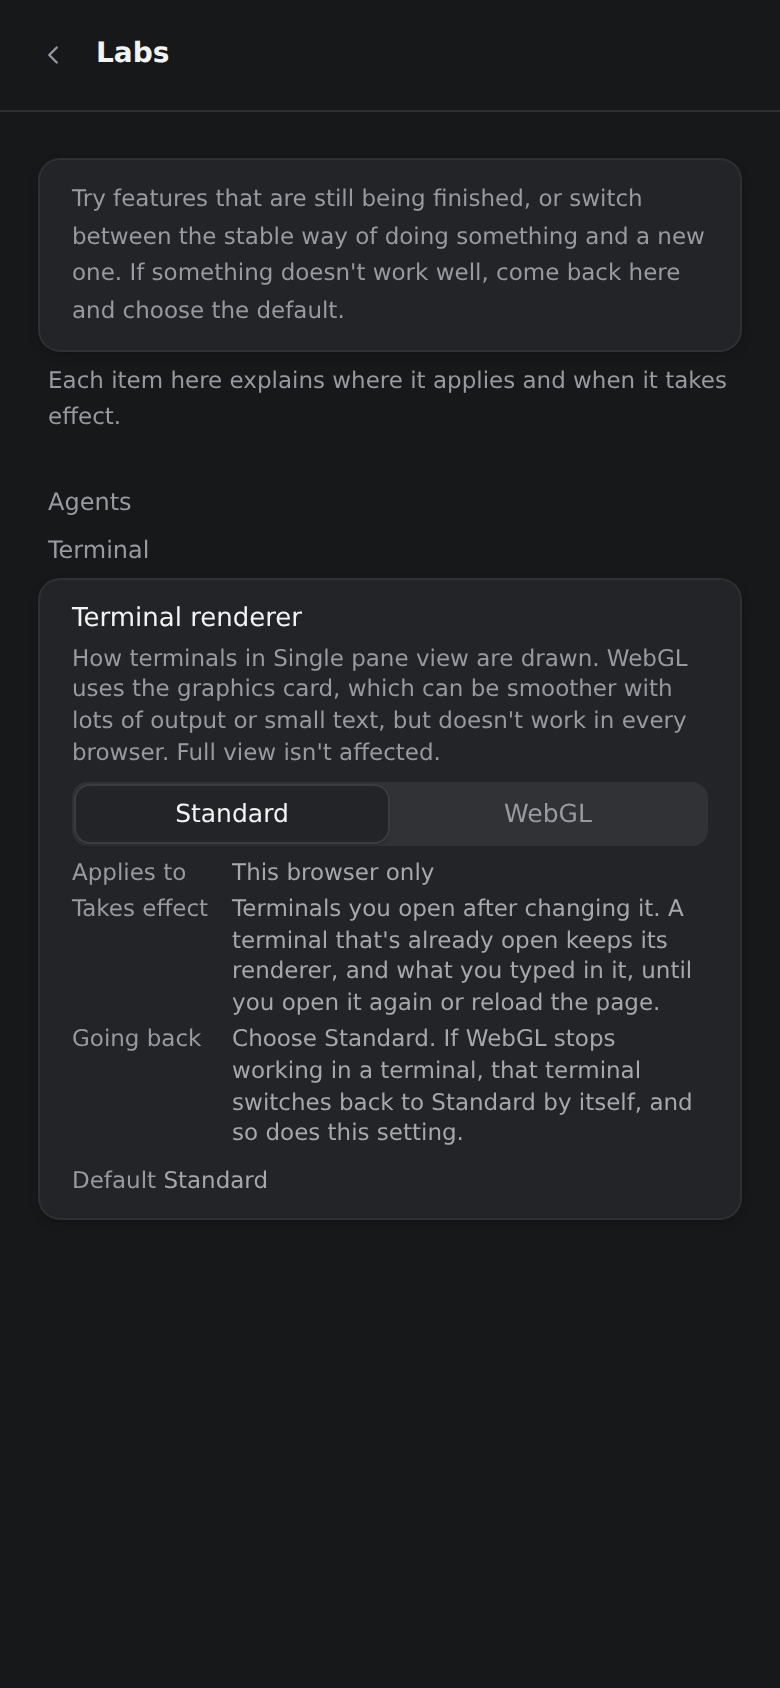 Labs
Try features that are still being finished, or switch
between the stable way of doing something and a new
one. If something doesn't work well, come back here
and choose the default.
Each item here explains where it applies and when it takes
effect.
Agents
Terminal
Terminal renderer
How terminals in Single pane view are drawn. WebGL
uses the graphics card, which can be smoother with
lots of output or small text, but doesn't work in every
browser. Full view isn't affected.
Standard WebGL
Applies to This browser only
Takes effect Terminals you open after changing it. A
terminal that's already open keeps its
renderer, and what you typed in it, until
you open it again or reload the page.
Going back Choose Standard. If WebGL stops
working in a terminal, that terminal
switches back to Standard by itself, and
so does this setting.
Default Standard